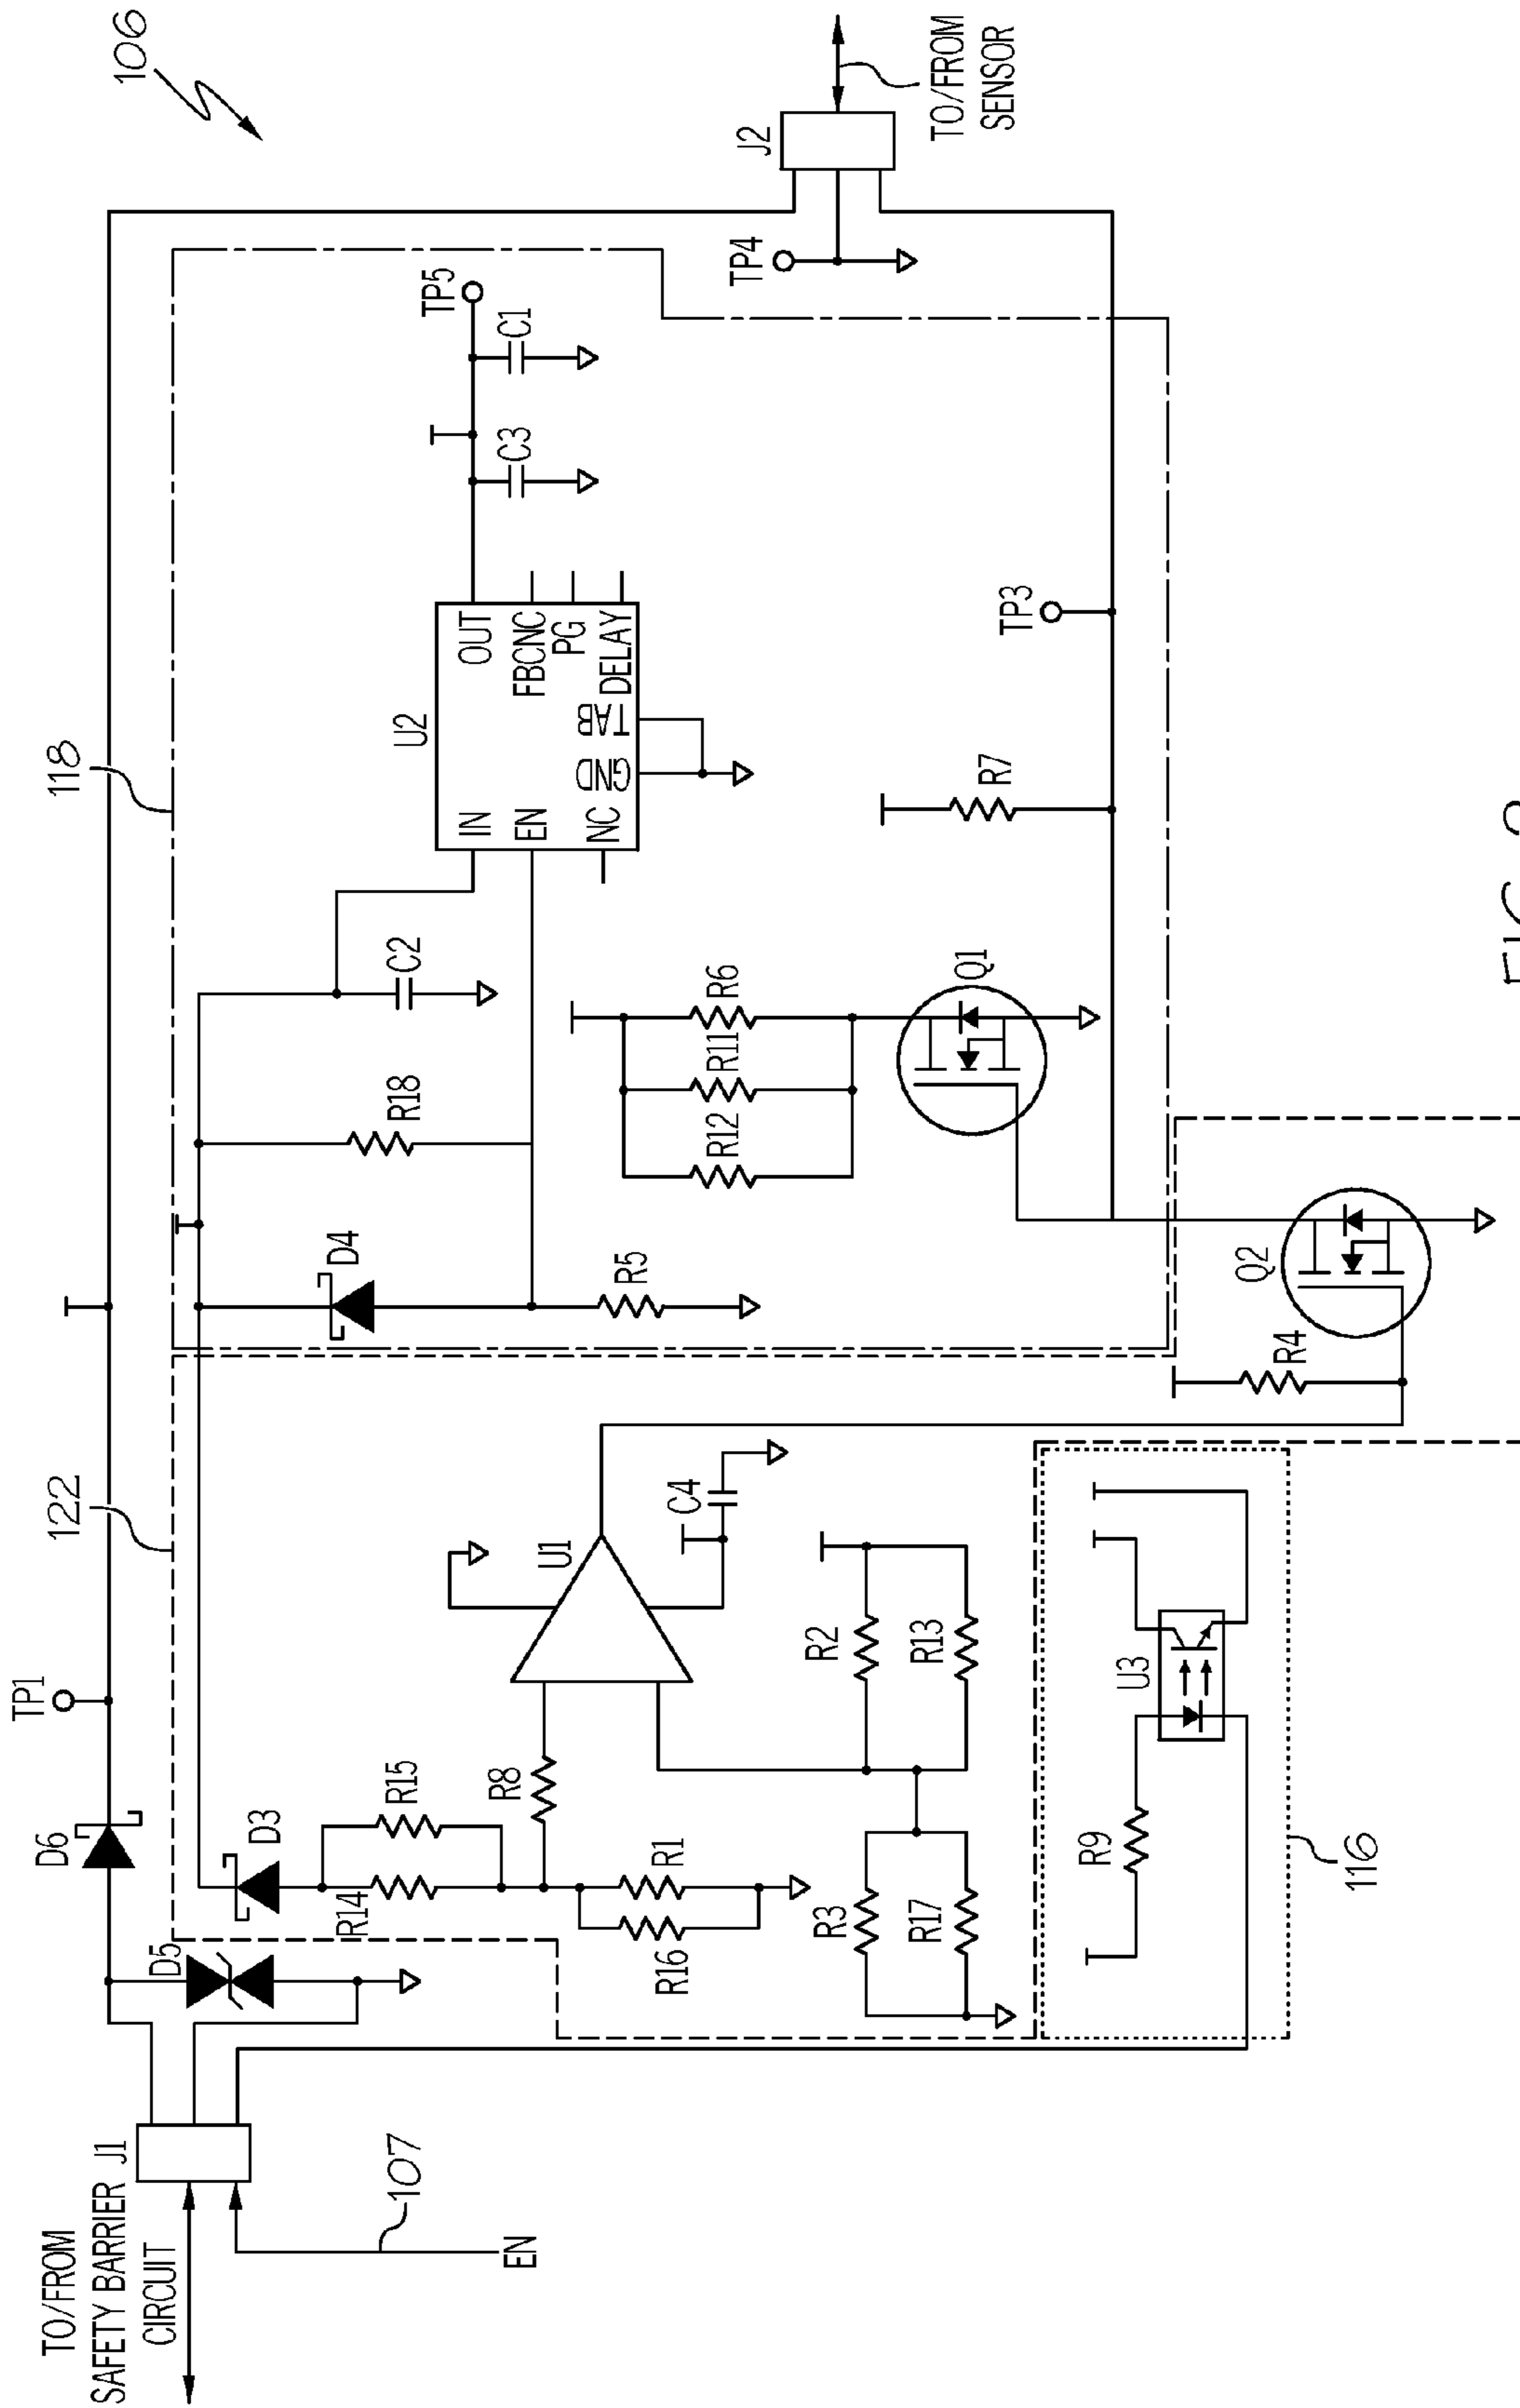 106
118
122
TP1
D6
D5
TO/FROM
SAFETY BARRIER
CIRCUIT
J1
107
EN
D3
R15
R14
R8
R1
R16
U1
C4
R2
R13
R3
R17
R9
U3
116
R4
Q2
D4
R5
R18
C2
R12
R11
R6
Q1
R7
TP3
U2
IN
EN
NC
OUT
FBCNC
PG
DELAY
TAB
GND
C3
C1
TP5
TP4
J2
TO/FROM
SENSOR